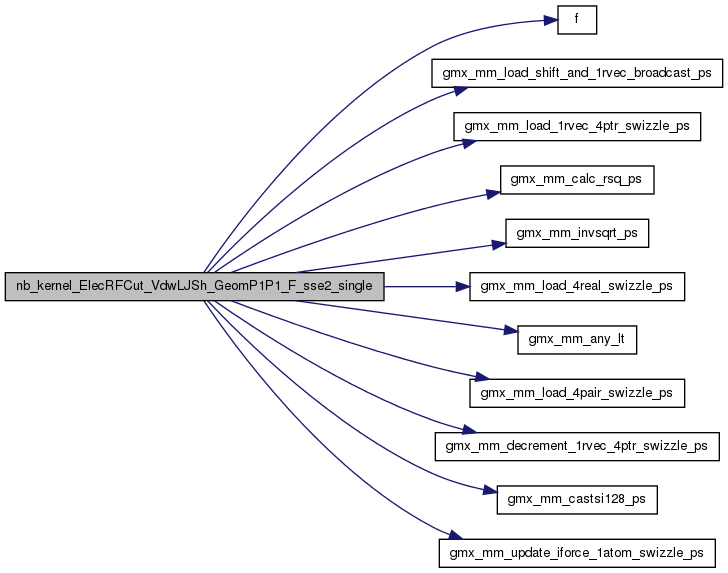 f
gmx_mm_load_shift_and_1rvec_broadcast_ps
gmx_mm_load_1rvec_4ptr_swizzle_ps
gmx_mm_calc_rsq_ps
gmx_mm_invsqrt_ps
nb_kernel_ElecRFCut_VdwLJSh_GeomP1P1_F_sse2_single
gmx_mm_load_4real_swizzle_ps
gmx_mm_any_lt
gmx_mm_load_4pair_swizzle_ps
gmx_mm_decrement_1rvec_4ptr_swizzle_ps
gmx_mm_castsi128_ps
gmx_mm_update_iforce_1atom_swizzle_ps